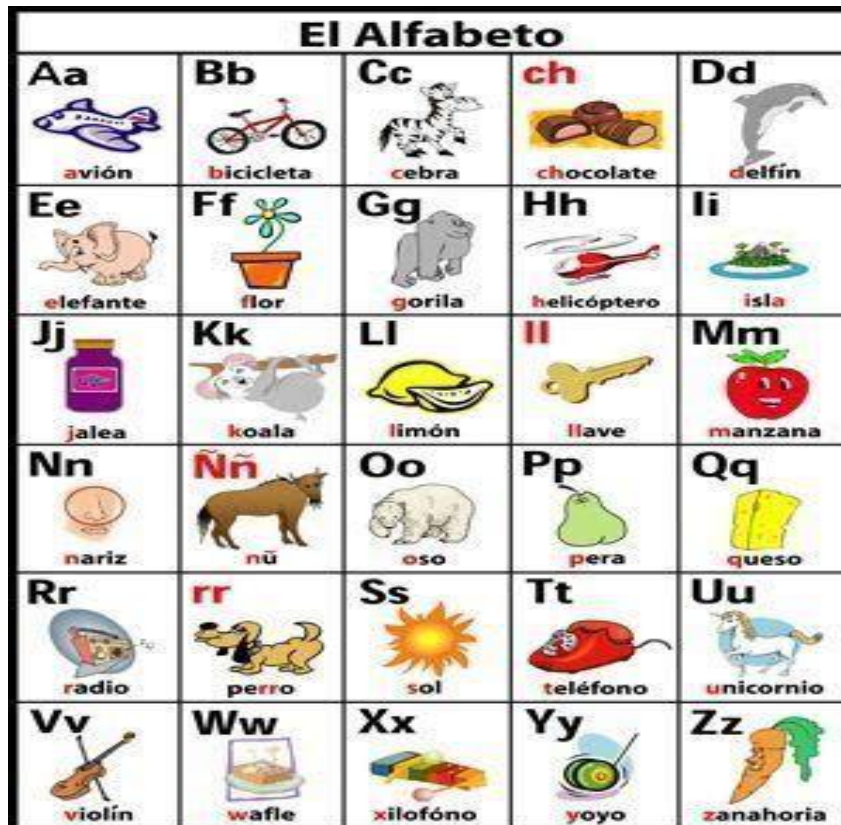 El Alfabeto
Aa Bb Cc ch Dd
avión bicicleta cebra chocolate delfín
Ee Ff Gg Hh Ii
elefante flor gorila helicóptero isla
Jj Kk Ll ll Mm
jalea koala limón llave manzana
Nn Ññ Oo Pp Qq
nariz nũ oso pera queso
Rr rr Ss Tt Uu
radio perro sol teléfono unicornio
Vv Ww Xx Yy Zz
violín wafle xilofóno yoyo zanahoria